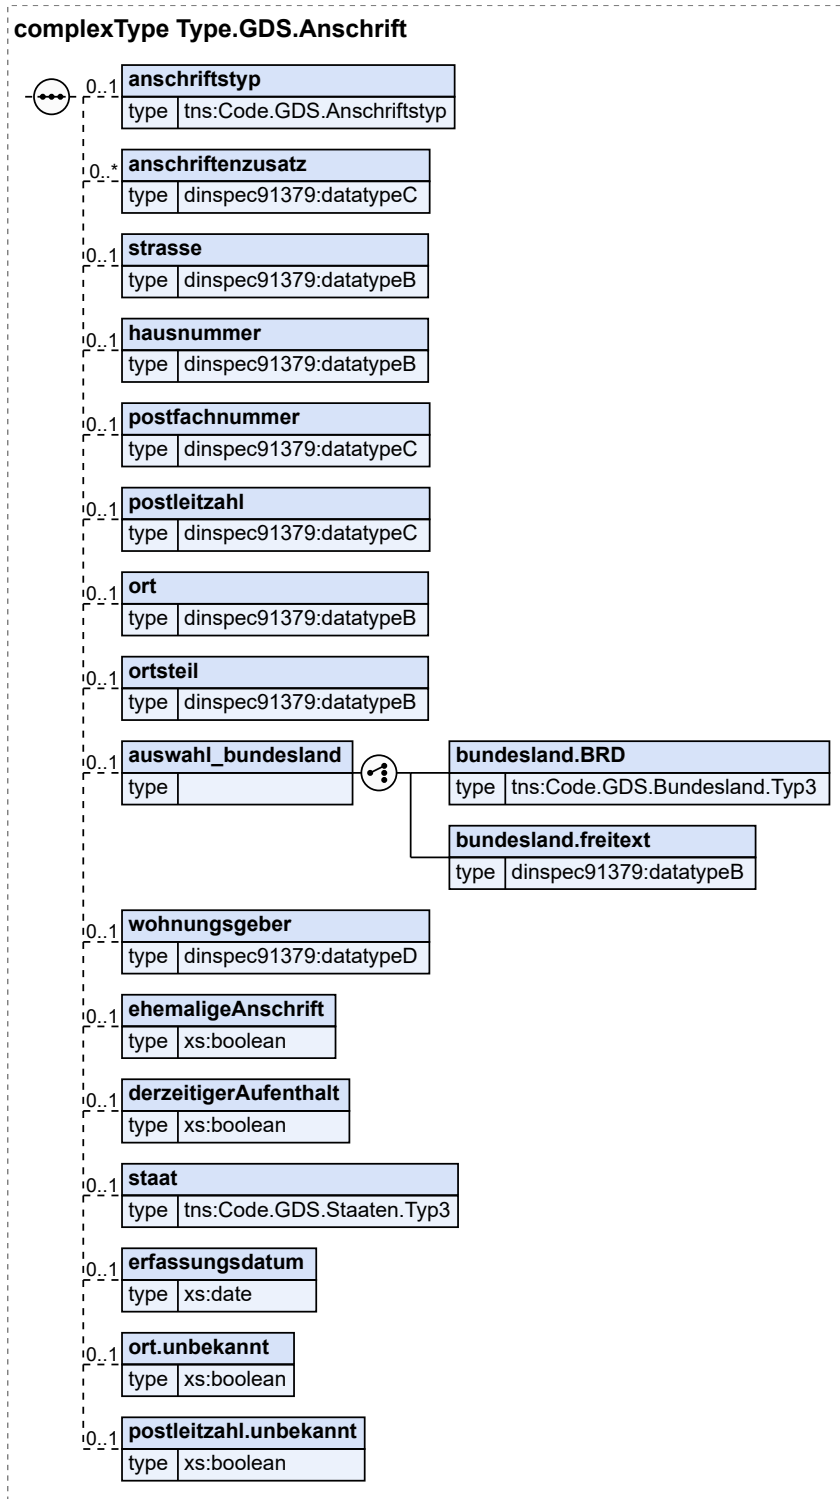 complexType Type.GDS.Anschrift
0..1 anschriftstyp
type tns:Code.GDS.Anschriftstyp
0..* anschriftenzusatz
type dinspec91379:datatypeC
0..1 strasse
type dinspec91379:datatypeB
0..1 hausnummer
type dinspec91379:datatypeB
0..1 postfachnummer
type dinspec91379:datatypeC
0..1 postleitzahl
type dinspec91379:datatypeC
0..1 ort
type dinspec91379:datatypeB
0..1 ortsteil
type dinspec91379:datatypeB
0..1 auswahl_bundesland
type
bundesland.BRD
type tns:Code.GDS.Bundesland.Typ3
bundesland.freitext
type dinspec91379:datatypeB
0..1 wohnungsgeber
type dinspec91379:datatypeD
0..1 ehemaligeAnschrift
type xs:boolean
0..1 derzeitigerAufenthalt
type xs:boolean
0..1 staat
type tns:Code.GDS.Staaten.Typ3
0..1 erfassungsdatum
type xs:date
0..1 ort.unbekannt
type xs:boolean
0..1 postleitzahl.unbekannt
type xs:boolean